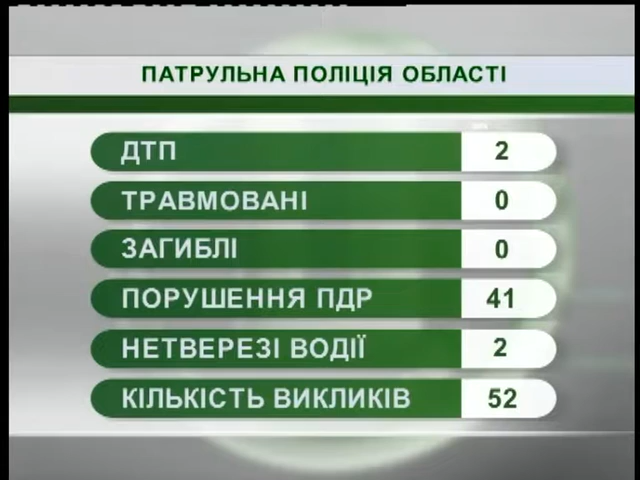 ПАТРУЛЬНА ПОЛІЦІЯ ОБЛАСТІ
ДТП 2
ТРАВМОВАНІ 0
ЗАГИБЛІ 0
ПОРУШЕННЯ ПДР 41
НЕТВЕРЕЗІ ВОДІЇ 2
КІЛЬКІСТЬ ВИКЛИКІВ 52